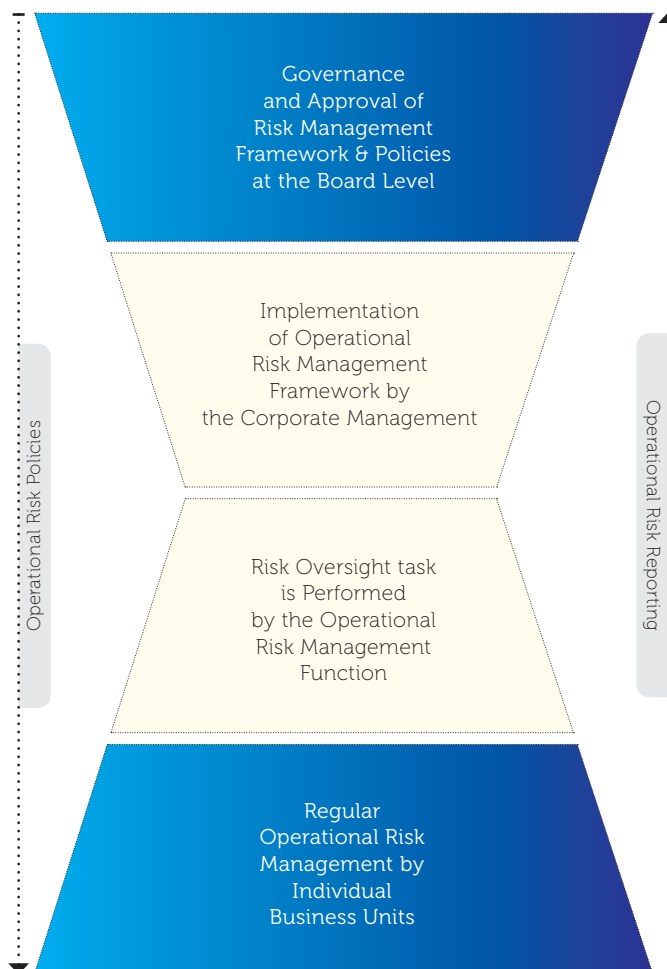 Governance
and Approval of
Risk Management
Framework & Policies
at the Board Level
Implementation
of Operational
Risk Management
Framework by
the Corporate Management
Operational Risk Policies
Operational Risk Reporting
Risk Oversight task
is Performed
by the Operational
Risk Management
Function
Regular
Operational Risk
Management by
Individual
Business Units